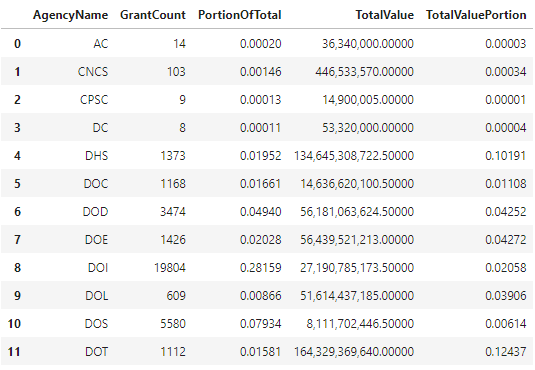 AgencyName GrantCount PortionOfTotal TotalValue TotalValuePortion
0 AC 14 0.00020 36,340,000.00000 0.00003
1 CNCS 103 0.00146 446,533,570.00000 0.00034
2 CPSC 9 0.00013 14,900,005.00000 0.00001
3 DC 8 0.00011 53,320,000.00000 0.00004
4 DHS 1373 0.01952 134,645,308,722.50000 0.10191
5 DOC 1168 0.01661 14,636,620,100.50000 0.01108
6 DOD 3474 0.04940 56,181,063,624.50000 0.04252
7 DOE 1426 0.02028 56,439,521,213.00000 0.04272
8 DOI 19804 0.28159 27,190,785,173.50000 0.02058
9 DOL 609 0.00866 51,614,437,185.00000 0.03906
10 DOS 5580 0.07934 8,111,702,446.50000 0.00614
11 DOT 1112 0.01581 164,329,369,640.00000 0.12437